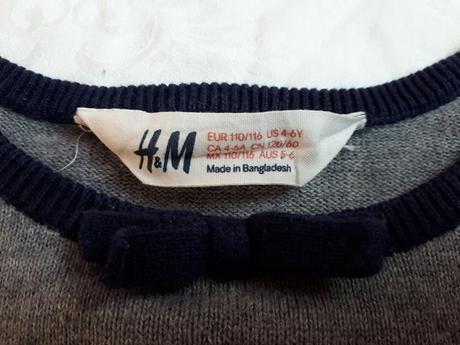 H&M
EUR 110/116 US 4-6Y
CA 4-6A CN 120/60
MX 110/116 AUS 5-6
Made in Bangladesh